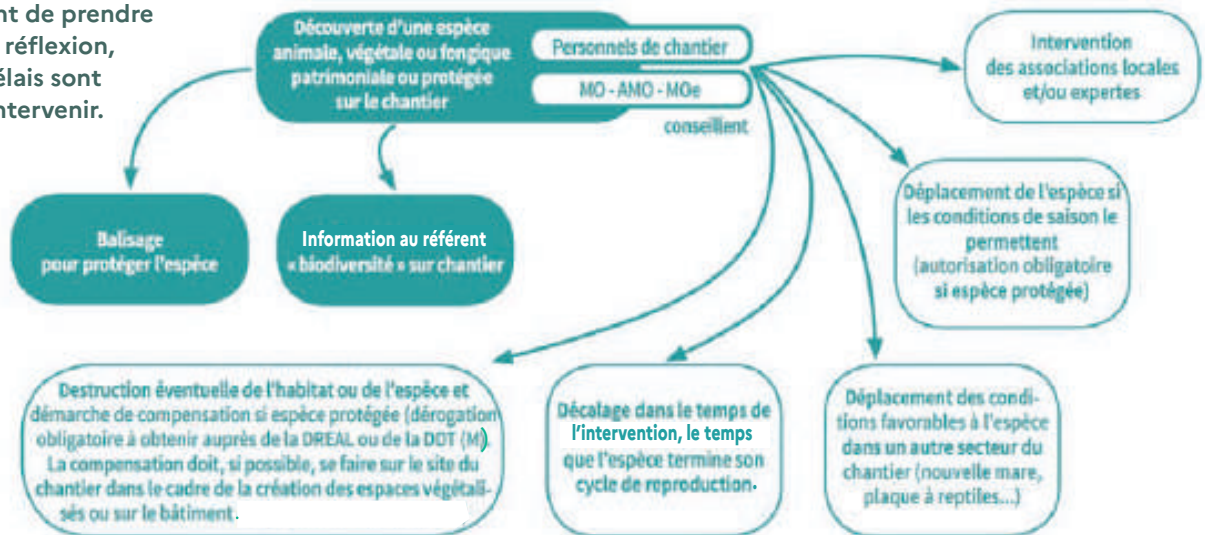 nt de prendre
réflexion,
élais sont
ntervenir.
Découverte d'une espèce
animale, végétale ou fongique
patrimoniale ou protégée
sur le chantier
Personnels de chantier
MO - AMO - MOe
conseillent
Intervention
des associations locales
et/ou expertes
Déplacement de l'espèce si
les conditions de saison le
permettent
(autorisation obligatoire
si espèce protégée)
Balisage
pour protéger l'espèce
Information au référent
« biodiversité » sur chantier
Destruction éventuelle de l'habitat ou de l'espèce et
démarche de compensation si espèce protégée (dérogation
obligatoire à obtenir auprès de la DREAL ou de la DDT (M).
La compensation doit, si possible, se faire sur le site du
chantier dans le cadre de la création des espaces végétali-
sés ou sur le bâtiment.
Décalage dans le temps de
l'intervention, le temps
que l'espèce termine son
cycle de reproduction.
Déplacement des condi-
tions favorables à l'espèce
dans un autre secteur du
chantier (nouvelle mare,
plaque à reptiles...)